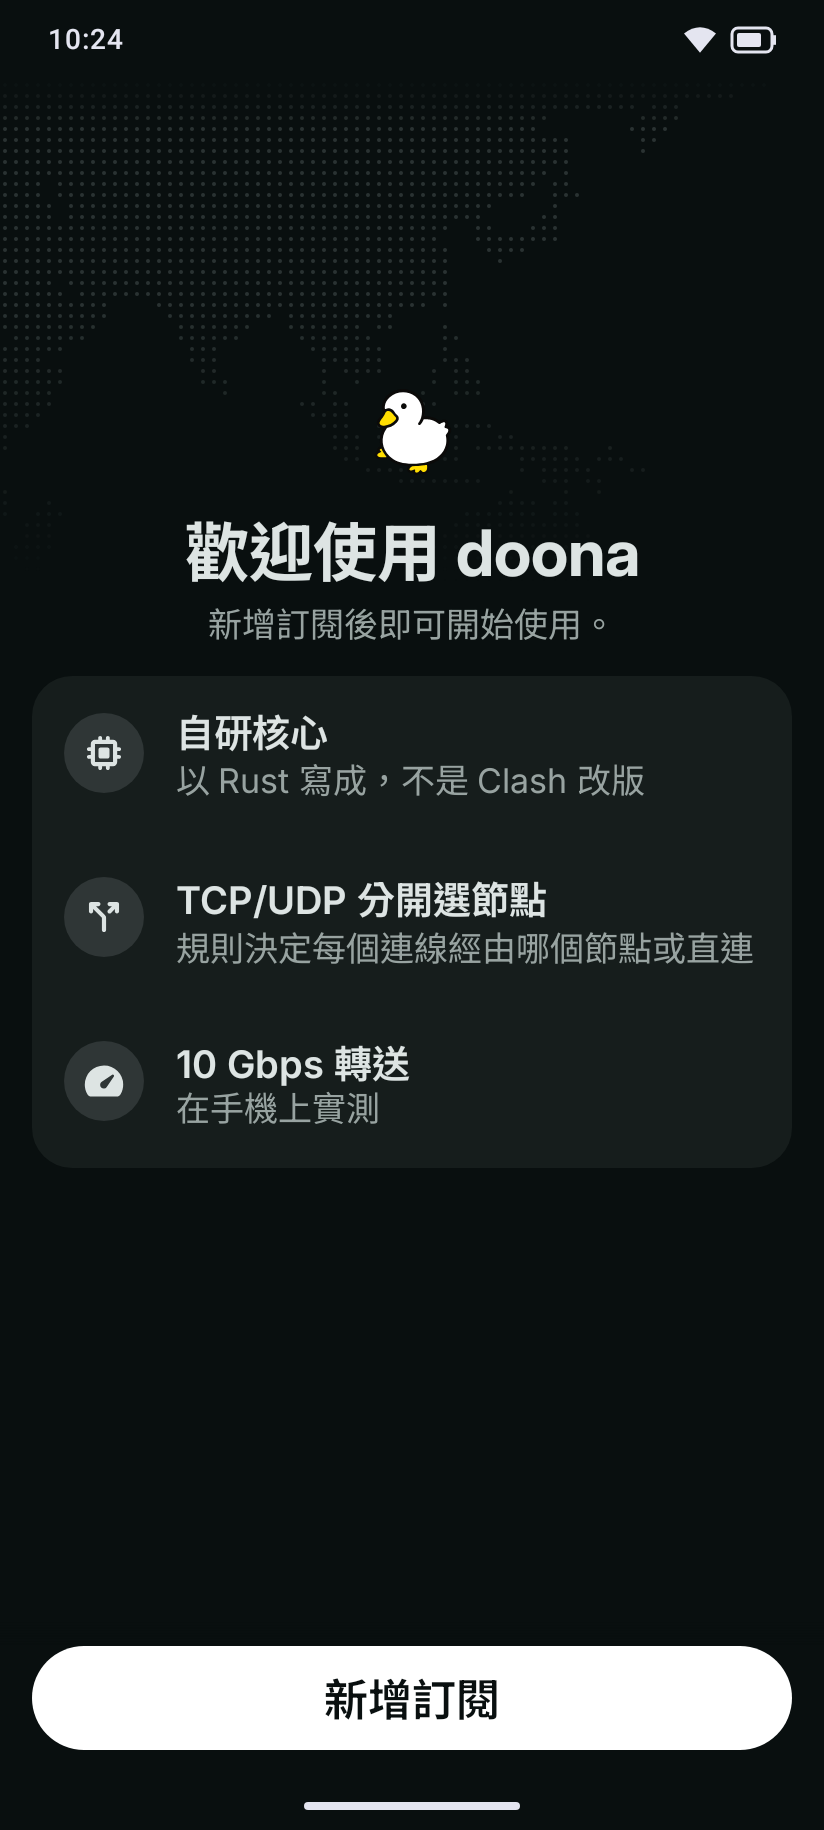 10:24
歡迎使用 doona
新增訂閱後即可開始使用。
自研核心
以 Rust 寫成，不是 Clash 改版
TCP/UDP 分開選節點
規則決定每個連線經由哪個節點或直連
10 Gbps 轉送
在手機上實測
新增訂閱